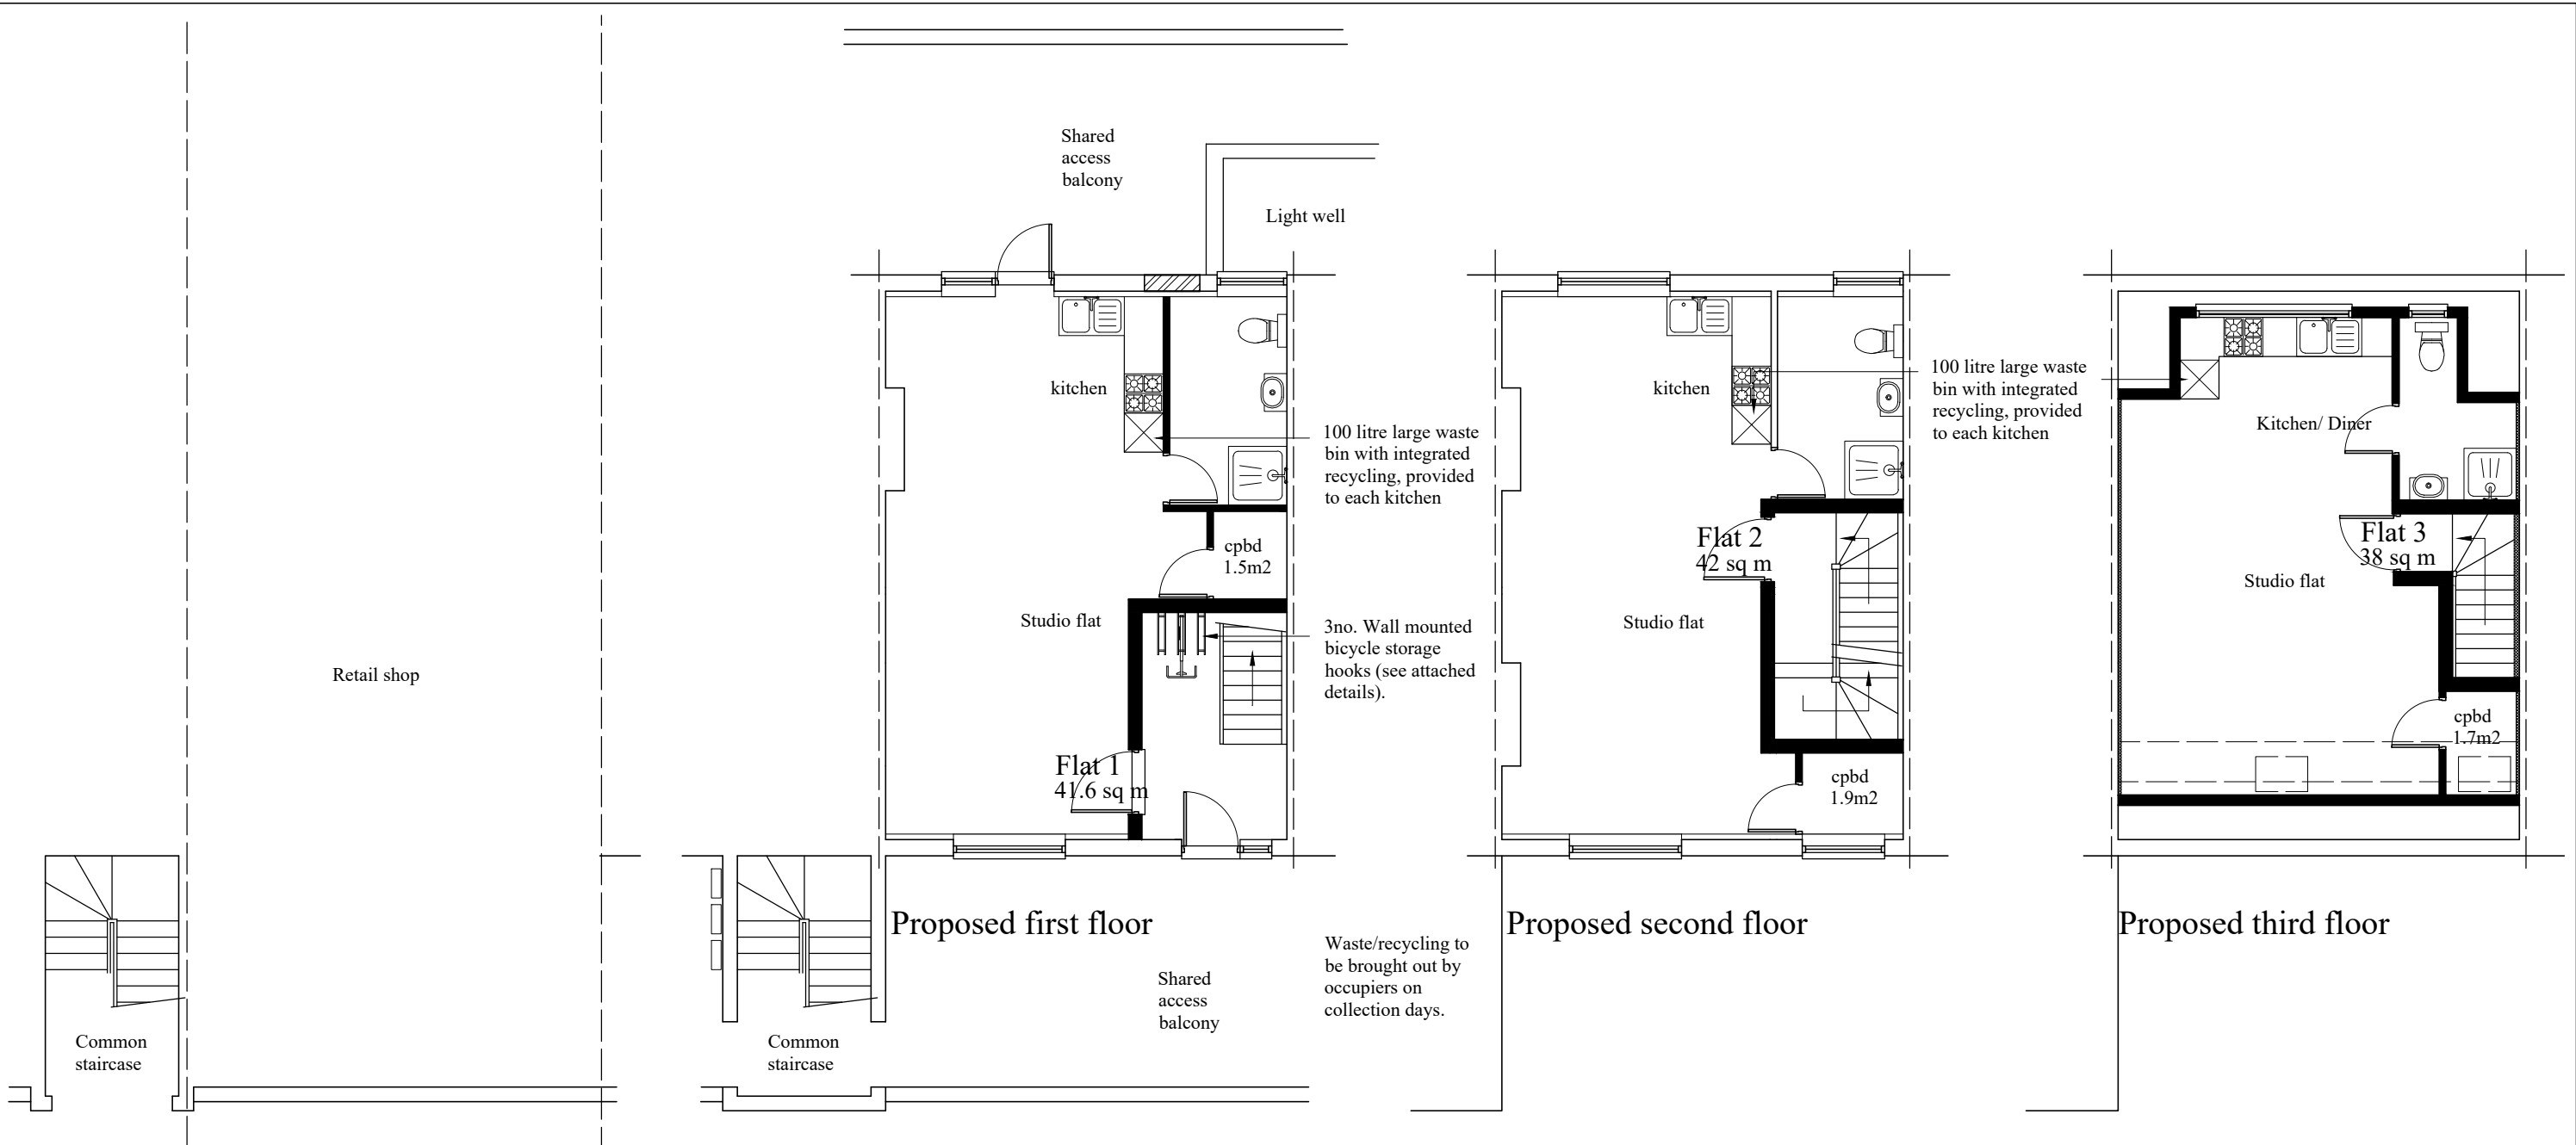 Retail shop
Common
staircase
Shared
access
balcony
Light well
kitchen
100 litre large waste
bin with integrated
recycling, provided
to each kitchen
cpbd
1.5m2
Studio flat
3no. Wall mounted
bicycle storage
hooks (see attached
details).
Flat 1
41.6 sq m
Proposed first floor
Common
staircase
Shared
access
balcony
Waste/recycling to
be brought out by
occupiers on
collection days.
kitchen
100 litre large waste
bin with integrated
recycling, provided
to each kitchen
Flat 2
42 sq m
Studio flat
cpbd
1.9m2
Proposed second floor
Kitchen/ Diner
Flat 3
38 sq m
Studio flat
cpbd
1.7m2
Proposed third floor